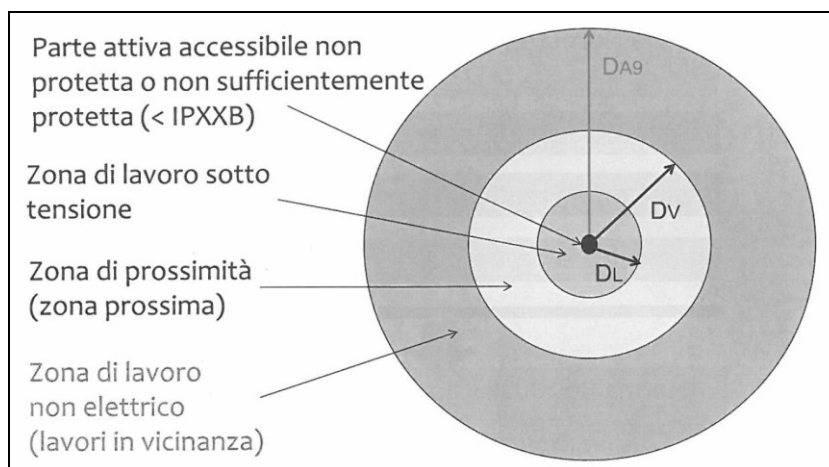 Parte attiva accessibile non
protetta o non sufficientemente
protetta (< IPXXB)
Zona di lavoro sotto
tensione
Zona di prossimità
(zona prossima)
Zona di lavoro
non elettrico
(lavori in vicinanza)
DA9
DV
DL